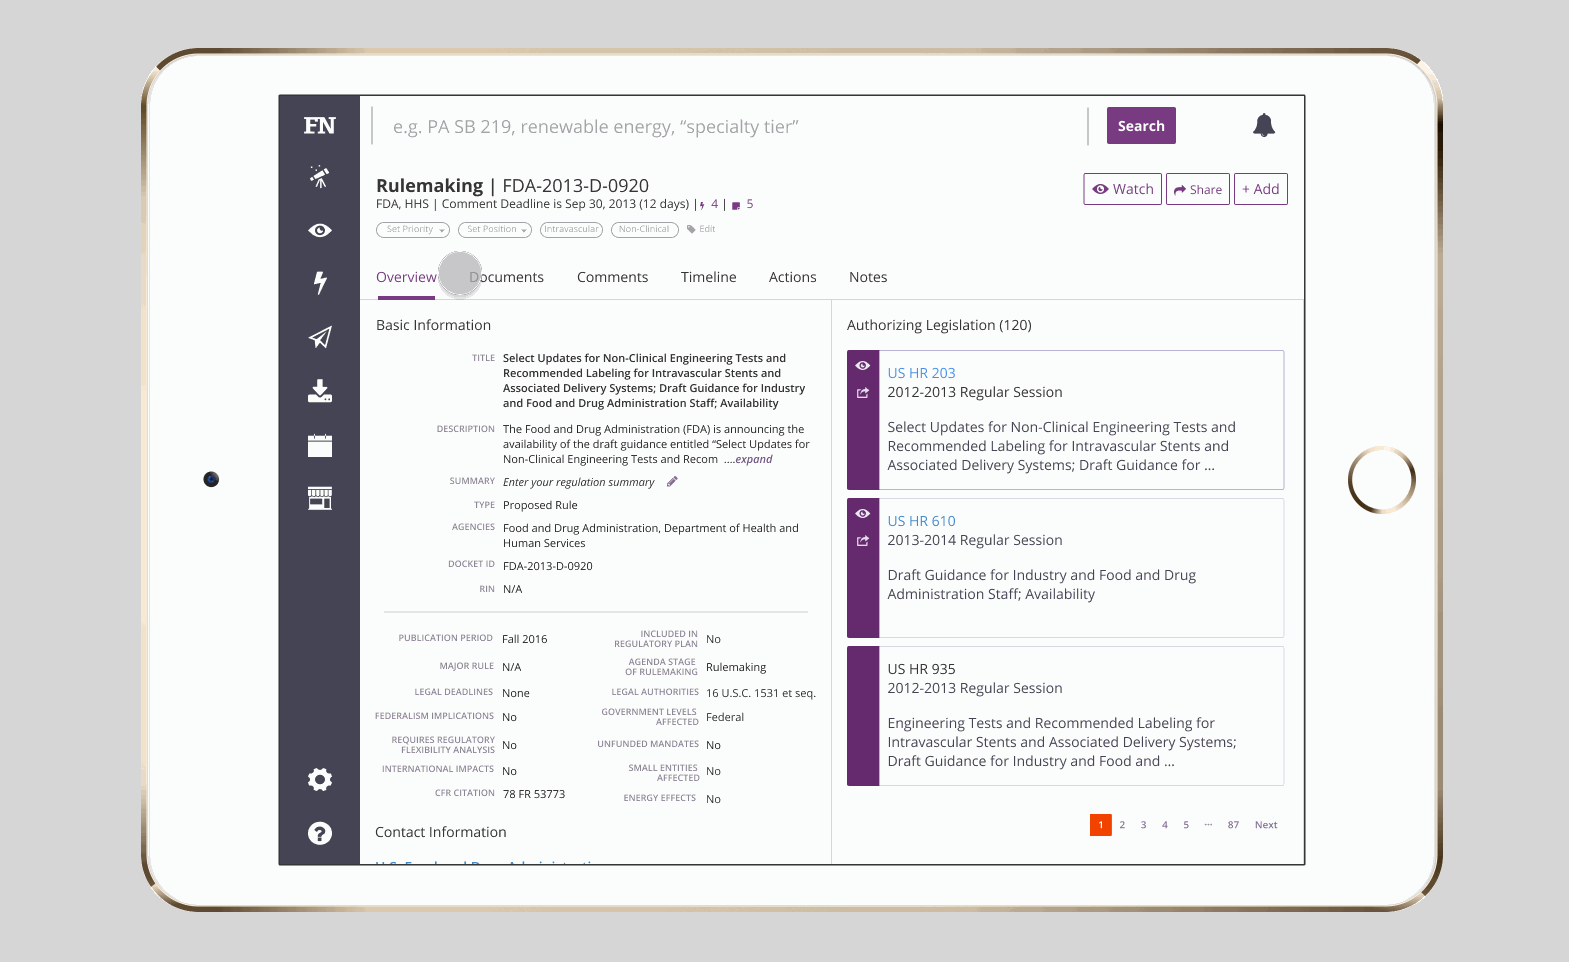 FN
e.g. PA SB 219, renewable energy, “specialty tier”
Search
Rulemaking | FDA-2013-D-0920
FDA, HHS | Comment Deadline is Sep 30, 2013 (12 days) | 4 | 5
Watch
Share
+ Add
Set Priority
Set Position
Intravascular
Non-Clinical
Edit
Overview
Documents
Comments
Timeline
Actions
Notes
Basic Information
TITLE
Select Updates for Non-Clinical Engineering Tests and
Recommended Labeling for Intravascular Stents and
Associated Delivery Systems; Draft Guidance for Industry
and Food and Drug Administration Staff; Availability
DESCRIPTION
The Food and Drug Administration (FDA) is announcing the
availability of the draft guidance entitled “Select Updates for
Non-Clinical Engineering Tests and Recom ....expand
SUMMARY
Enter your regulation summary
TYPE
Proposed Rule
AGENCIES
Food and Drug Administration, Department of Health and
Human Services
DOCKET ID
FDA-2013-D-0920
RIN
N/A
PUBLICATION PERIOD
Fall 2016
MAJOR RULE
N/A
LEGAL DEADLINES
None
FEDERALISM IMPLICATIONS
No
REQUIRES REGULATORY
FLEXIBILITY ANALYSIS
No
INTERNATIONAL IMPACTS
No
CFR CITATION
78 FR 53773
INCLUDED IN
REGULATORY PLAN
No
AGENDA STAGE
OF RULEMAKING
Rulemaking
LEGAL AUTHORITIES
16 U.S.C. 1531 et seq.
GOVERNMENT LEVELS
AFFECTED
Federal
UNFUNDED MANDATES
No
SMALL ENTITIES
AFFECTED
No
ENERGY EFFECTS
No
Contact Information
Authorizing Legislation (120)
US HR 203
2012-2013 Regular Session
Select Updates for Non-Clinical Engineering Tests and
Recommended Labeling for Intravascular Stents and
Associated Delivery Systems; Draft Guidance for ...
US HR 610
2013-2014 Regular Session
Draft Guidance for Industry and Food and Drug
Administration Staff; Availability
US HR 935
2012-2013 Regular Session
Engineering Tests and Recommended Labeling for
Intravascular Stents and Associated Delivery Systems;
Draft Guidance for Industry and Food and ...
1 2 3 4 5 ... 87 Next